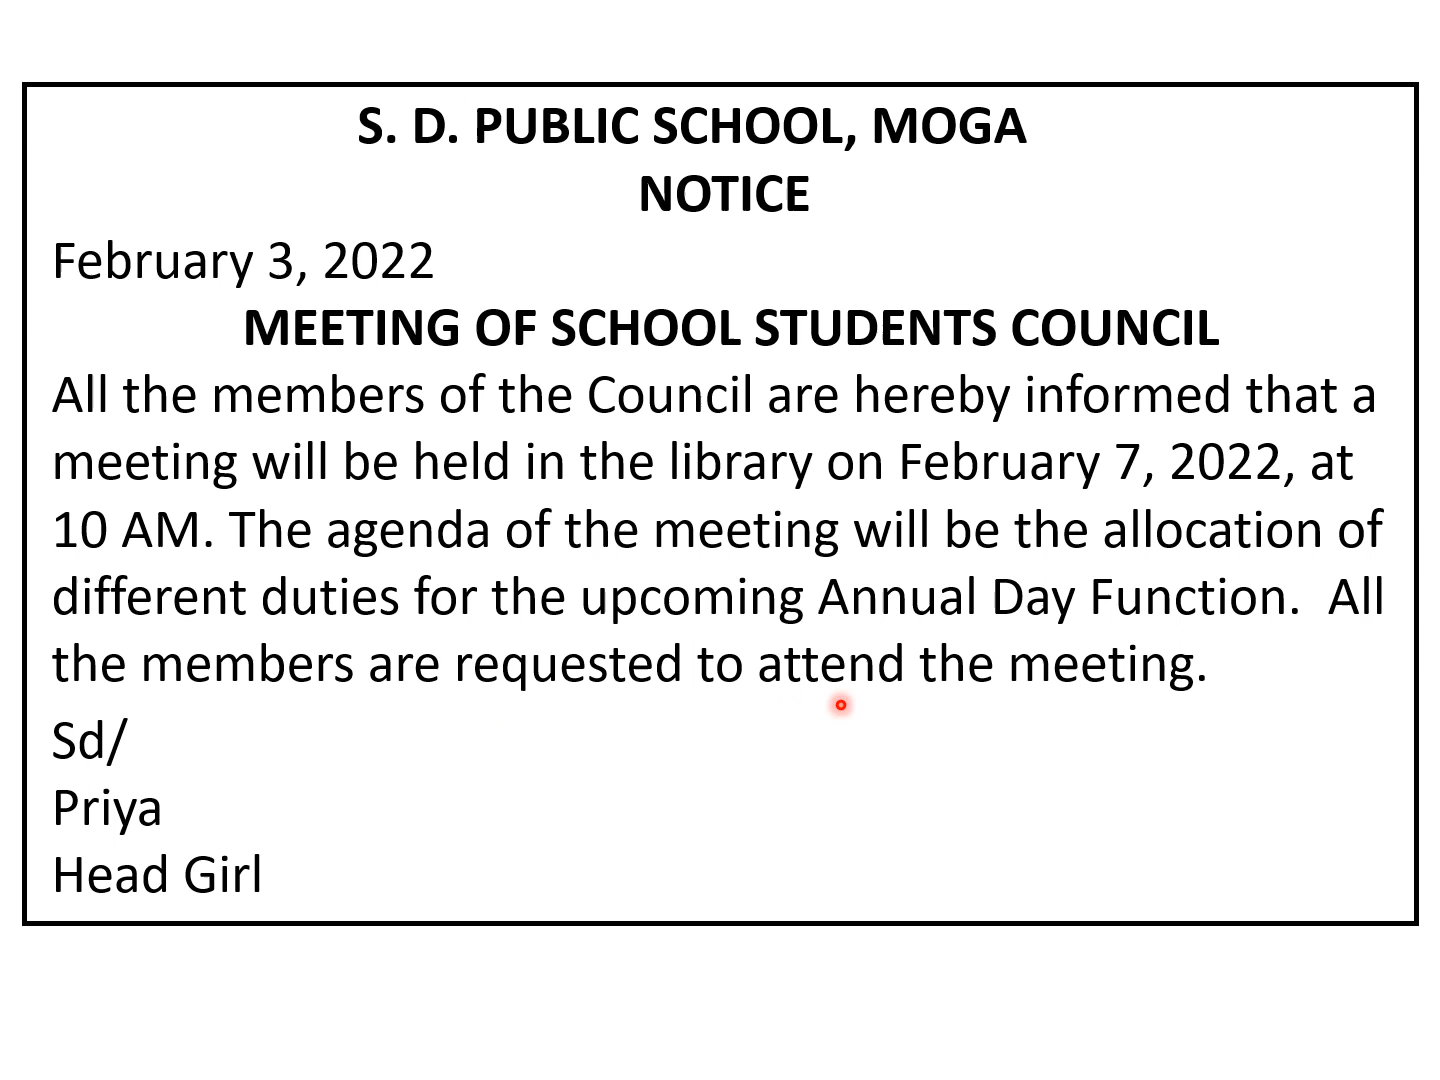 S. D. PUBLIC SCHOOL, MOGA
NOTICE
February 3, 2022
MEETING OF SCHOOL STUDENTS COUNCIL
All the members of the Council are hereby informed that a
meeting will be held in the library on February 7, 2022, at
10 AM. The agenda of the meeting will be the allocation of
different duties for the upcoming Annual Day Function.  All
the members are requested to attend the meeting.
Sd/
Priya
Head Girl